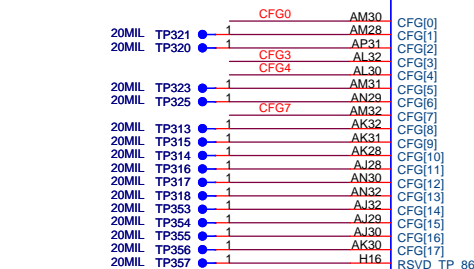 CFG0 AM30 CFG[0]
20MIL TP321 1 AM28 CFG[1]
20MIL TP320 1 AP31 CFG[2]
CFG3 AL32 CFG[3]
CFG4 AL30 CFG[4]
20MIL TP323 1 AM31 CFG[5]
20MIL TP325 1 AN29 CFG[6]
CFG7 AM32 CFG[7]
20MIL TP313 1 AK32 CFG[8]
20MIL TP315 1 AK31 CFG[9]
20MIL TP314 1 AK28 CFG[10]
20MIL TP316 1 AJ28 CFG[11]
20MIL TP317 1 AN30 CFG[12]
20MIL TP318 1 AN32 CFG[13]
20MIL TP353 1 AJ32 CFG[14]
20MIL TP354 1 AJ29 CFG[15]
20MIL TP355 1 AJ30 CFG[16]
20MIL TP356 1 AK30 CFG[17]
20MIL TP357 1 H16 RSVD_TP_86